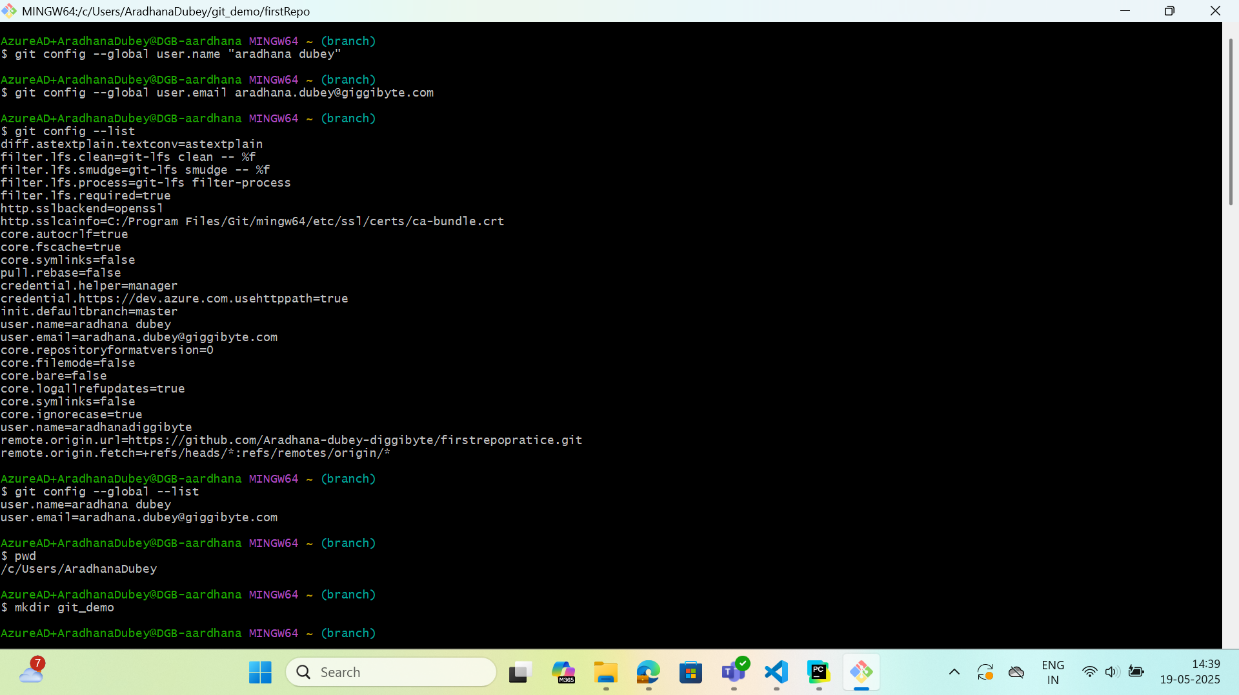 MINGW64:/c/Users/AradhanaDubey/git_demo/firstRepo
AzureAD+AradhanaDubey@DGB-aardhana MINGW64 ~ (branch)
$ git config --global user.name "aradhana dubey"
AzureAD+AradhanaDubey@DGB-aardhana MINGW64 ~ (branch)
$ git config --global user.email aradhana.dubey@giggibyte.com
AzureAD+AradhanaDubey@DGB-aardhana MINGW64 ~ (branch)
$ git config --list
diff.astextplain.textconv=astextplain
filter.lfs.clean=git-lfs clean -- %f
filter.lfs.smudge=git-lfs smudge -- %f
filter.lfs.process=git-lfs filter-process
filter.lfs.required=true
http.sslbackend=openssl
http.sslcainfo=C:/Program Files/Git/mingw64/etc/ssl/certs/ca-bundle.crt
core.autocrlf=true
core.fscache=true
core.symlinks=false
pull.rebase=false
credential.helper=manager
credential.https://dev.azure.com.usehttppath=true
init.defaultbranch=master
user.name=aradhana dubey
user.email=aradhana.dubey@giggibyte.com
core.repositoryformatversion=0
core.filemode=false
core.bare=false
core.logallrefupdates=true
core.symlinks=false
core.ignorecase=true
user.name=aradhanadiggibyte
remote.origin.url=https://github.com/Aradhana-dubey-diggibyte/firstrepopratice.git
remote.origin.fetch=+refs/heads/*:refs/remotes/origin/*
AzureAD+AradhanaDubey@DGB-aardhana MINGW64 ~ (branch)
$ git config --global --list
user.name=aradhana dubey
user.email=aradhana.dubey@giggibyte.com
AzureAD+AradhanaDubey@DGB-aardhana MINGW64 ~ (branch)
$ pwd
/c/Users/AradhanaDubey
AzureAD+AradhanaDubey@DGB-aardhana MINGW64 ~ (branch)
$ mkdir git_demo
AzureAD+AradhanaDubey@DGB-aardhana MINGW64 ~ (branch)
7
Search
M365
PC
ENG
IN
14:39
19-05-2025